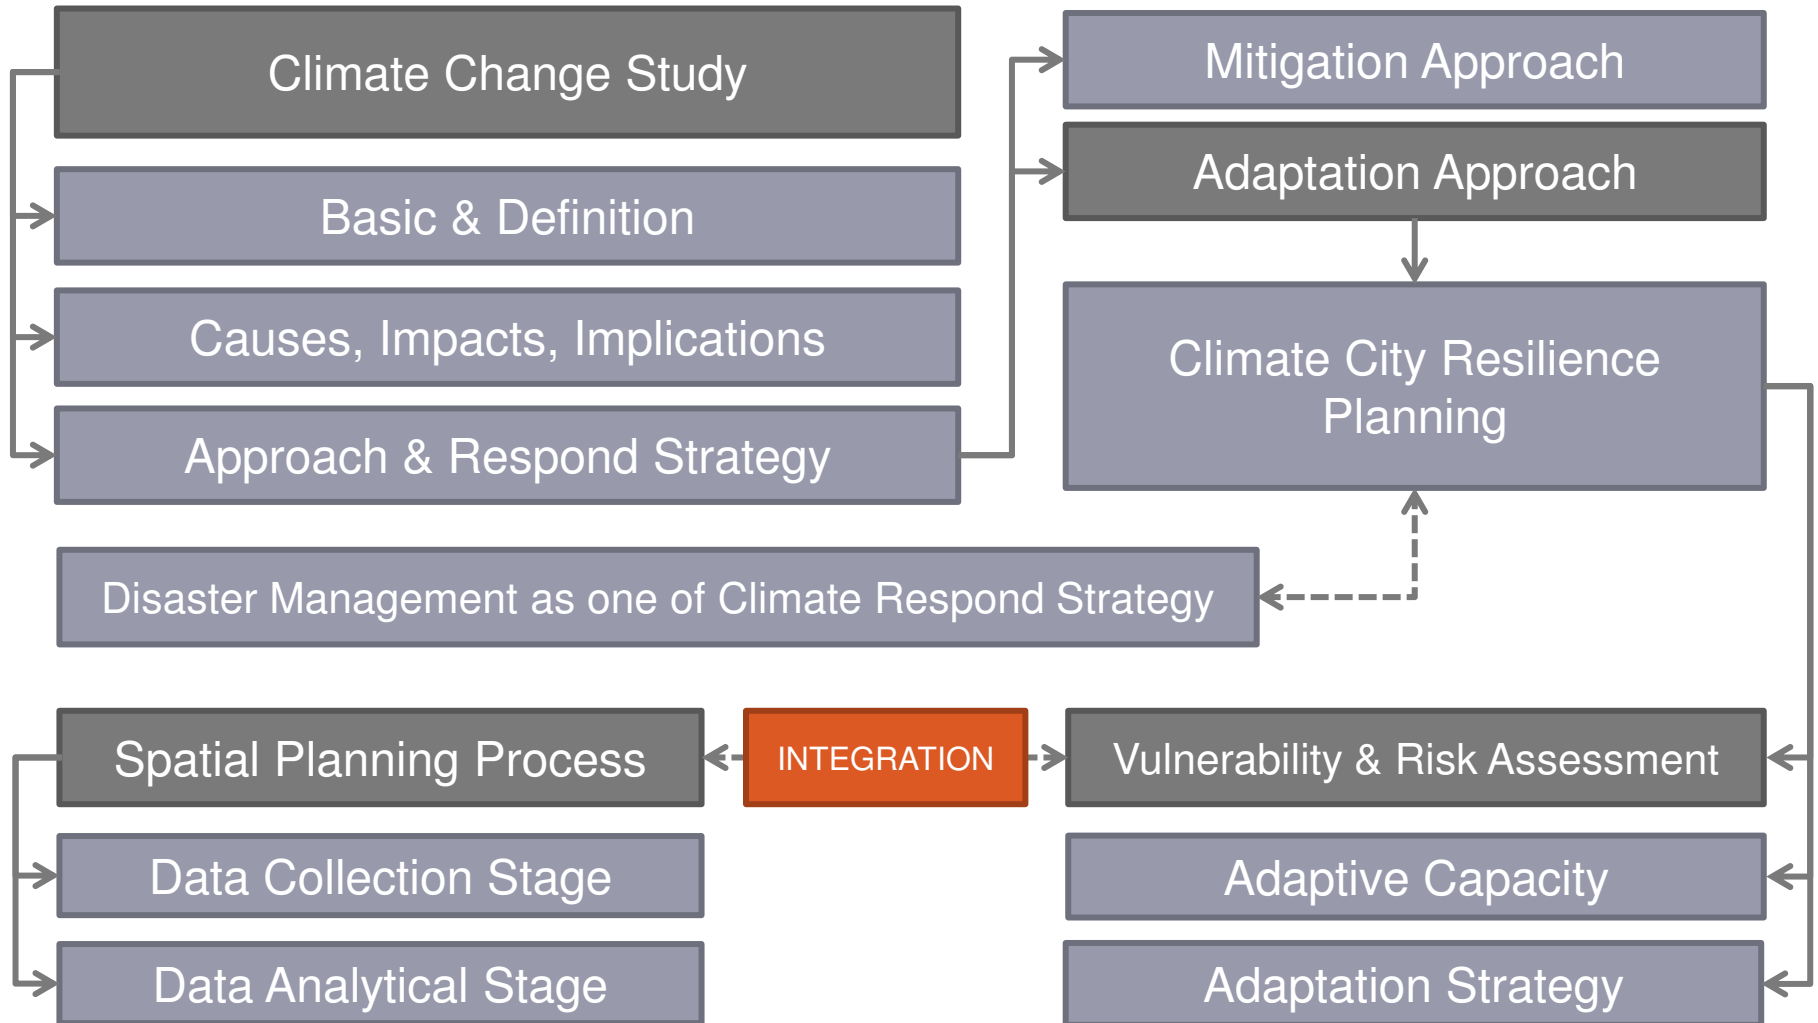 Climate Change Study
Basic & Definition
Causes, Impacts, Implications
Approach & Respond Strategy
Mitigation Approach
Adaptation Approach
Climate City Resilience
Planning
Disaster Management as one of Climate Respond Strategy
Spatial Planning Process
INTEGRATION
Vulnerability & Risk Assessment
Data Collection Stage
Adaptive Capacity
Data Analytical Stage
Adaptation Strategy